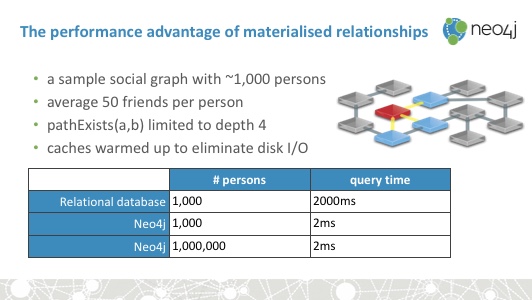 The performance advantage of materialised relationships
neo4j
• a sample social graph with ~1,000 persons
• average 50 friends per person
• pathExists(a,b) limited to depth 4
• caches warmed up to eliminate disk I/O
# persons query time
Relational database 1,000 2000ms
Neo4j 1,000 2ms
Neo4j 1,000,000 2ms